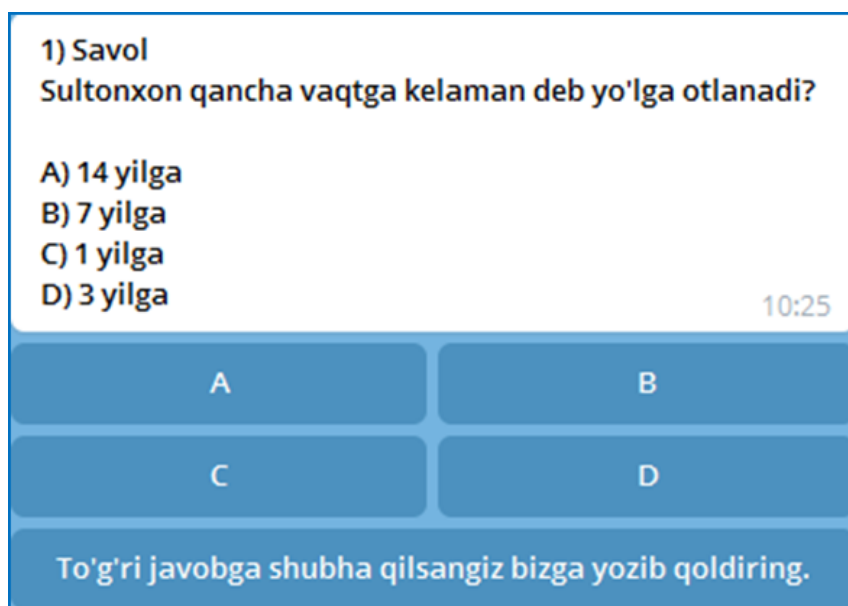 1) Savol
Sultonxon qancha vaqtga kelaman deb yo'lga otlanadi?
A) 14 yilga
B) 7 yilga
C) 1 yilga
D) 3 yilga
10:25
A
B
C
D
To'g'ri javobga shubha qilsangiz bizga yozib qoldiring.